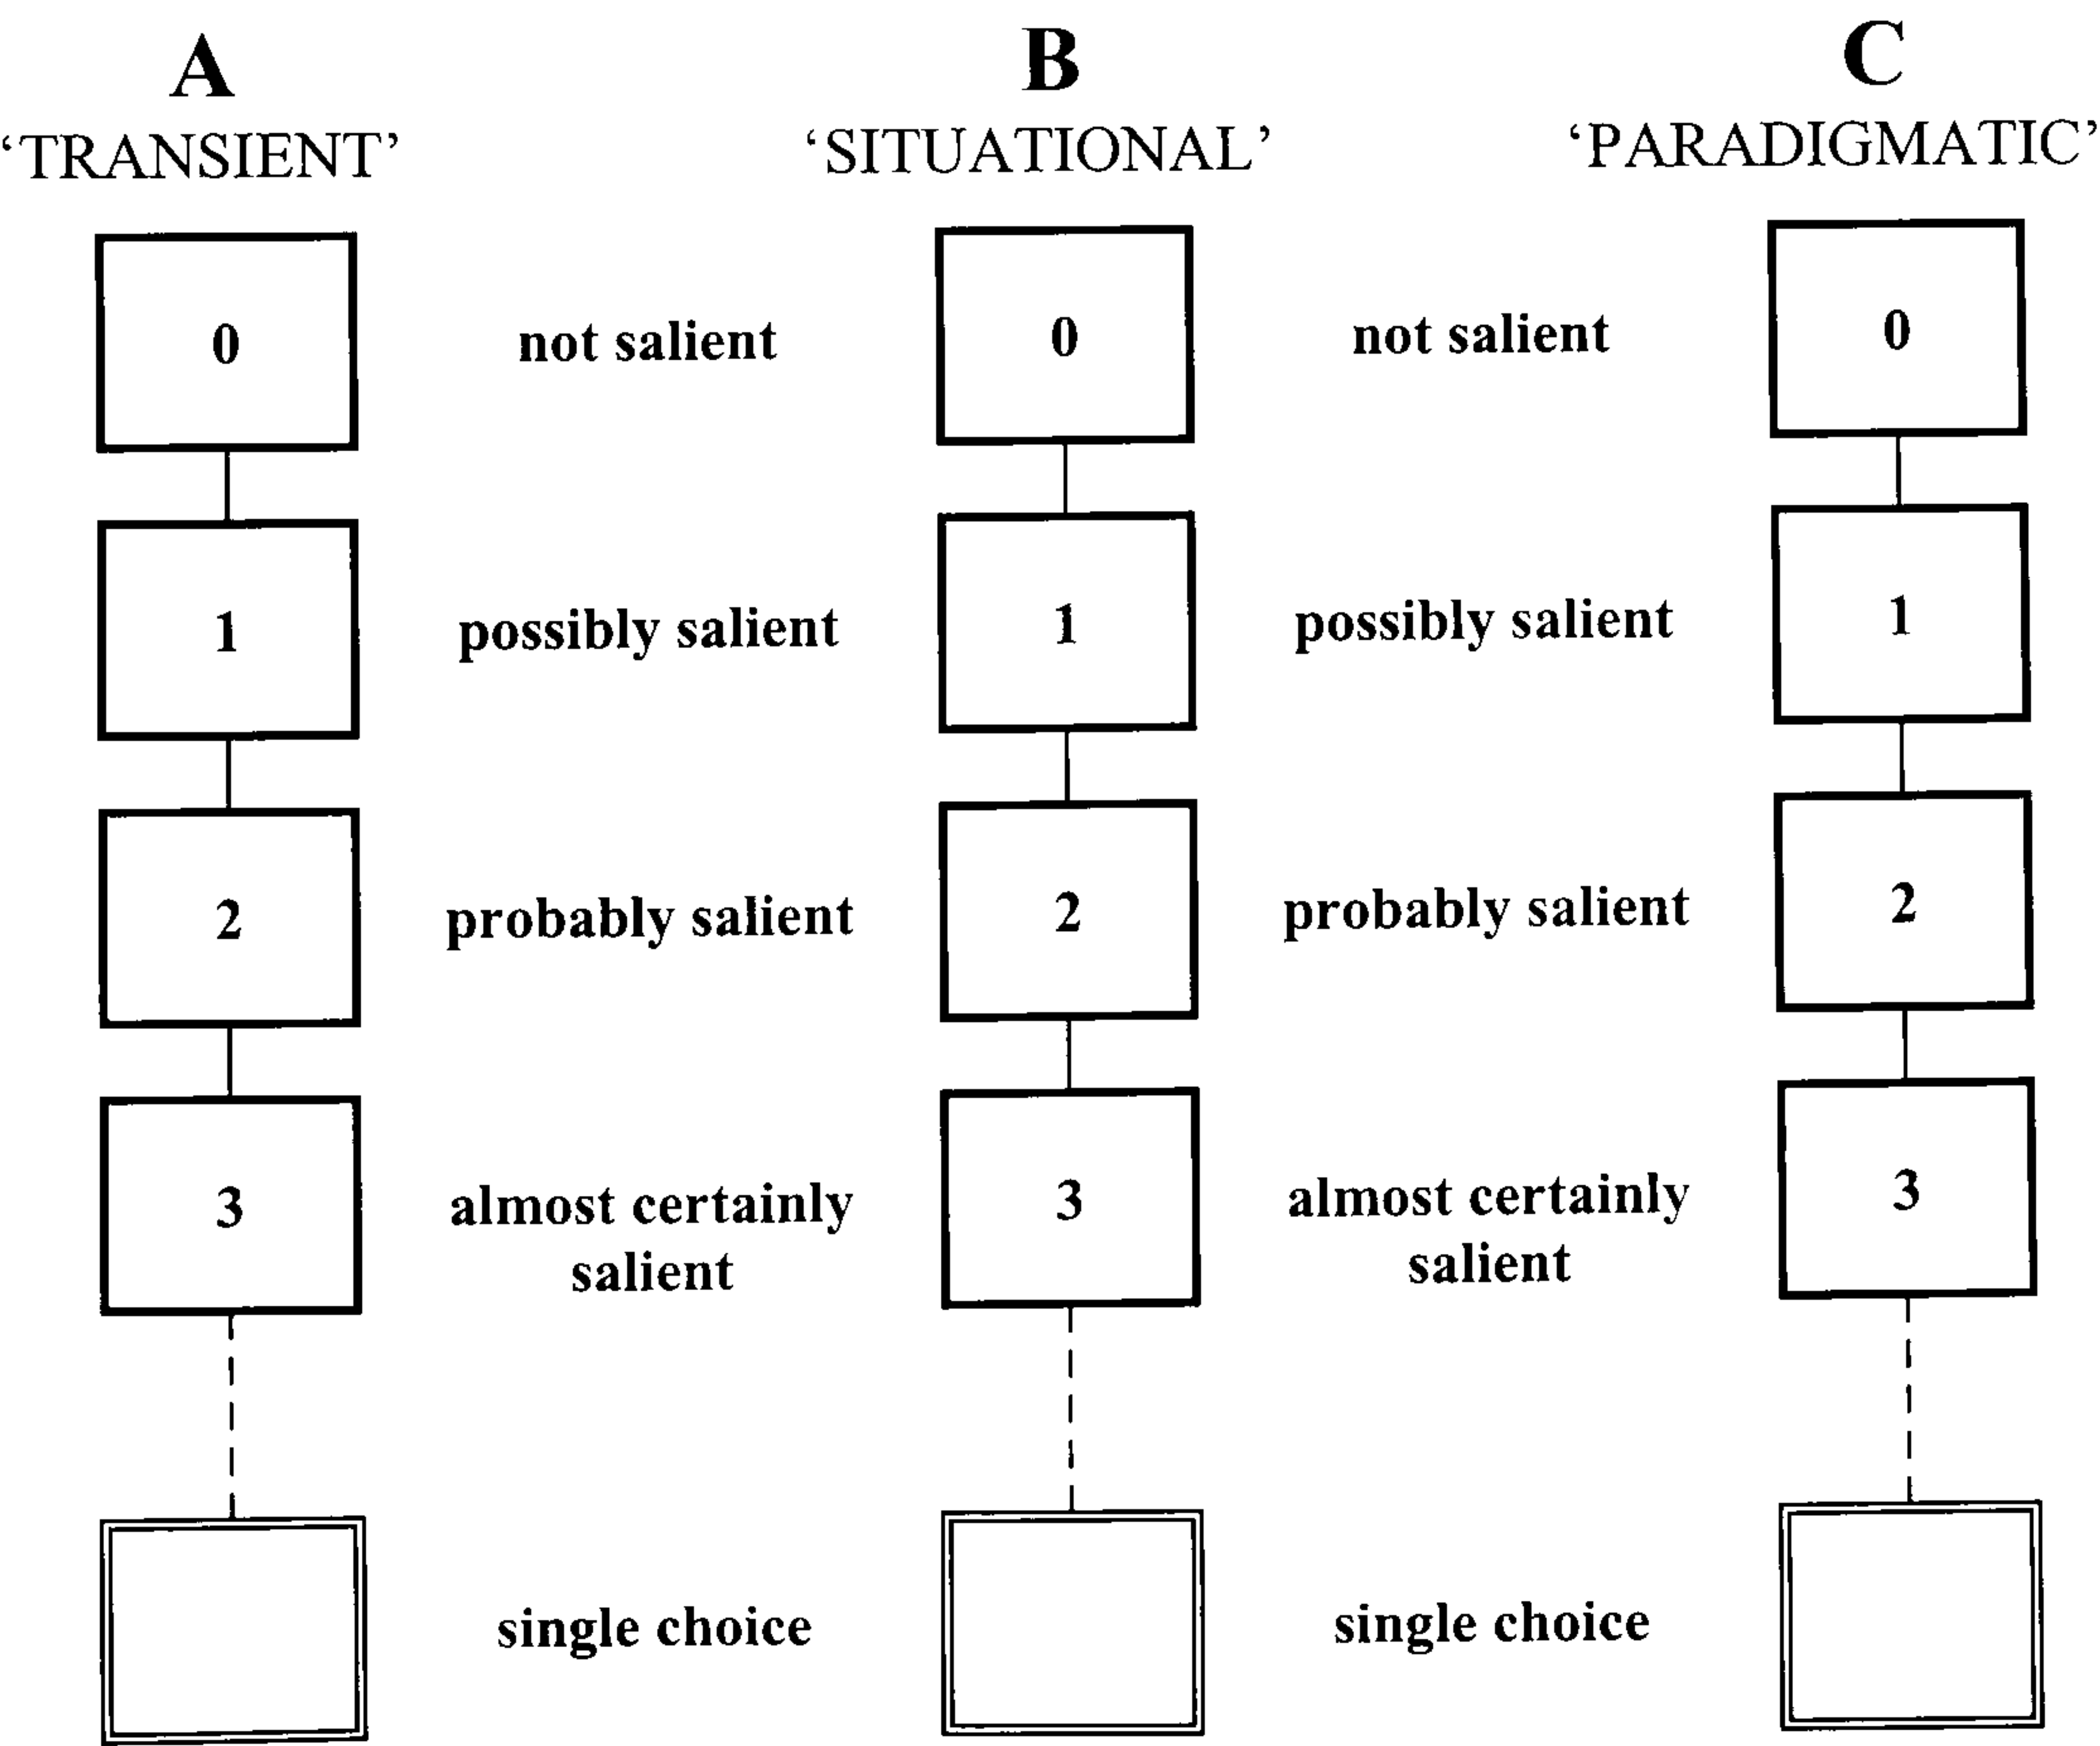 A B C
‘TRANSIENT’ ‘SITUATIONAL’ ‘PARADIGMATIC’
0 not salient 0 not salient 0
1 possibly salient 1 possibly salient 1
2 probably salient 2 probably salient 2
3 almost certainly 3 almost certainly 3
salient salient
single choice single choice